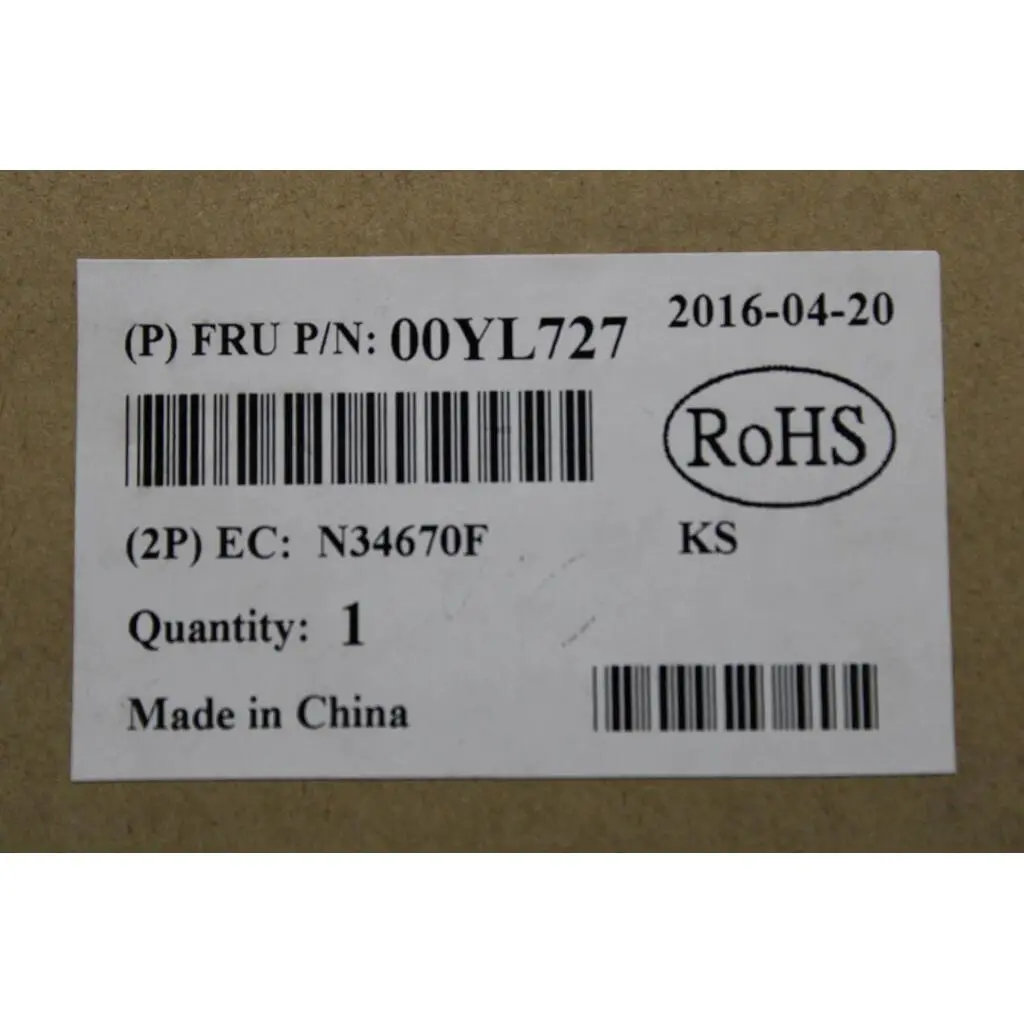 (P) FRU P/N: 00YL727
2016-04-20
RoHS
(2P) EC: N34670F
KS
Quantity: 1
Made in China